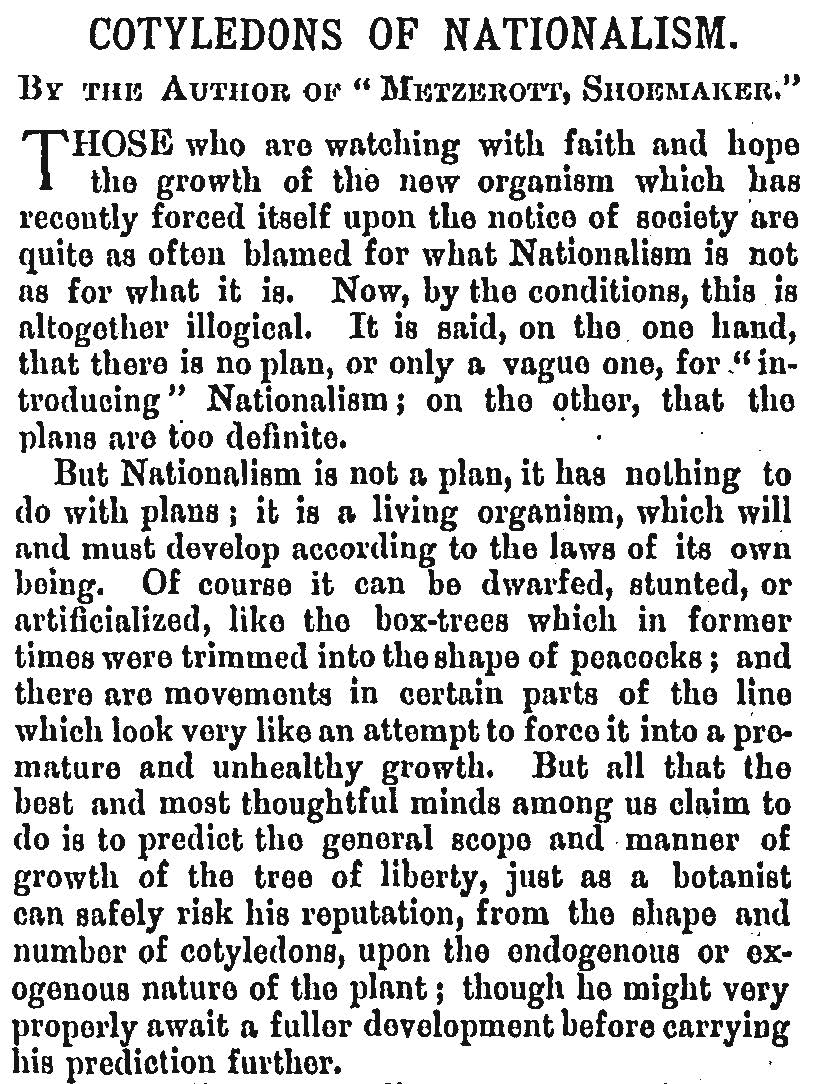 COTYLEDONS OF NATIONALISM.
BY THE AUTHOR OF "METZEROTT, SHOEMAKER."
THOSE who are watching with faith and hope
the growth of the new organism which has
recently forced itself upon the notice of society are
quite as often blamed for what Nationalism is not
as for what it is. Now, by the conditions, this is
altogether illogical. It is said, on the one hand,
that there is no plan, or only a vague one, for "in-
troducing" Nationalism; on the other, that the
plans are too definite.
But Nationalism is not a plan, it has nothing to
do with plans; it is a living organism, which will
and must develop according to the laws of its own
being. Of course it can be dwarfed, stunted, or
artificialized, like the box-trees which in former
times were trimmed into the shape of peacocks; and
there are movements in certain parts of the line
which look very like an attempt to force it into a pre-
mature and unhealthy growth. But all that the
best and most thoughtful minds among us claim to
do is to predict the general scope and manner of
growth of the tree of liberty, just as a botanist
can safely risk his reputation, from the shape and
number of cotyledons, upon the endogenous or ex-
ogenous nature of the plant; though he might very
properly await a fuller development before carrying
his prediction further.